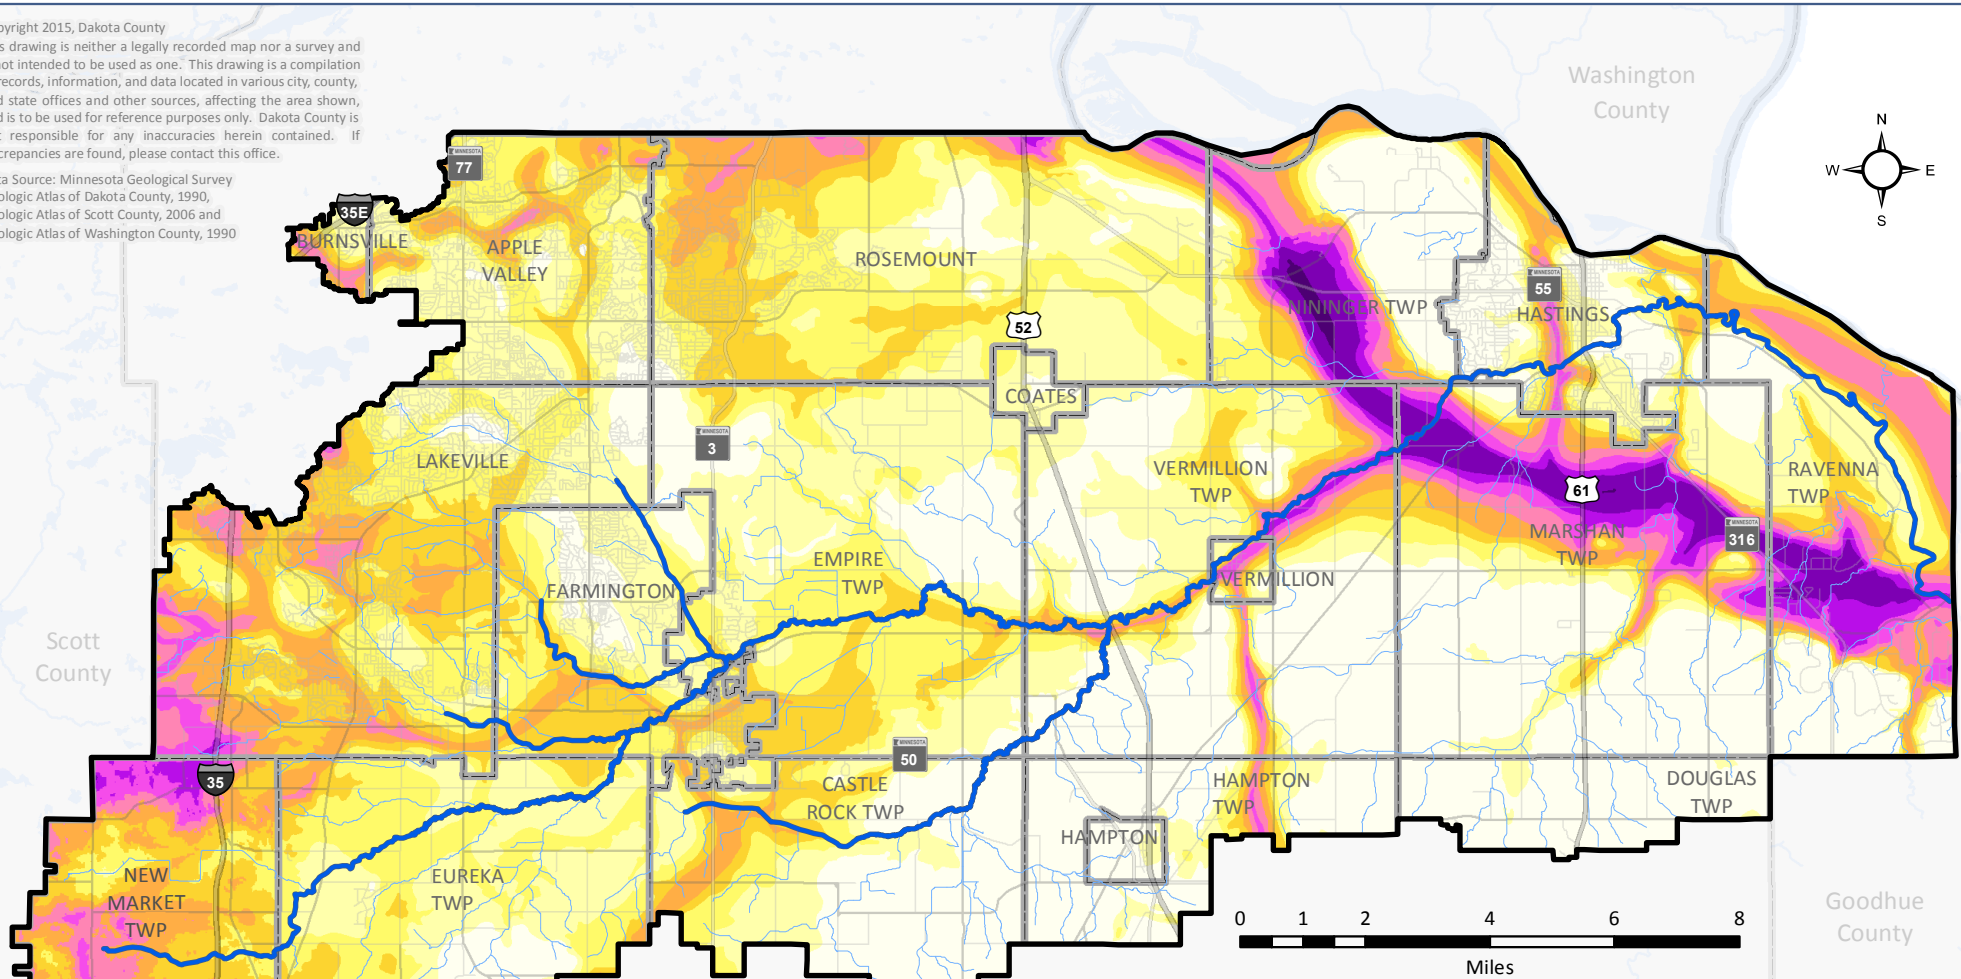 pyright 2015, Dakota County
s drawing is neither a legally recorded map nor a survey and
not intended to be used as one. This drawing is a compilation
records, information, and data located in various city, county,
d state offices and other sources, affecting the area shown,
d is to be used for reference purposes only. Dakota County is
t responsible for any inaccuracies herein contained. If
crepancies are found, please contact this office.
ta Source: Minnesota Geological Survey
ologic Atlas of Dakota County, 1990,
ologic Atlas of Scott County, 2006 and
ologic Atlas of Washington County, 1990
Washington
County
N
W E
S
MINNESOTA
77
35E
BURNSVILLE
APPLE
VALLEY
ROSEMOUNT
52
NININGER TWP
MINNESOTA
55
HASTINGS
COATES
LAKEVILLE
MINNESOTA
3
VERMILLION
TWP
61
RAVENNA
TWP
MARSHAN
TWP
MINNESOTA
316
EMPIRE
TWP
FARMINGTON
VERMILLION
Scott
County
35
MINNESOTA
50
CASTLE
ROCK TWP
HAMPTON
TWP
DOUGLAS
TWP
HAMPTON
NEW
MARKET
TWP
EUREKA
TWP
Goodhue
County
0 1 2 4 6 8
Miles